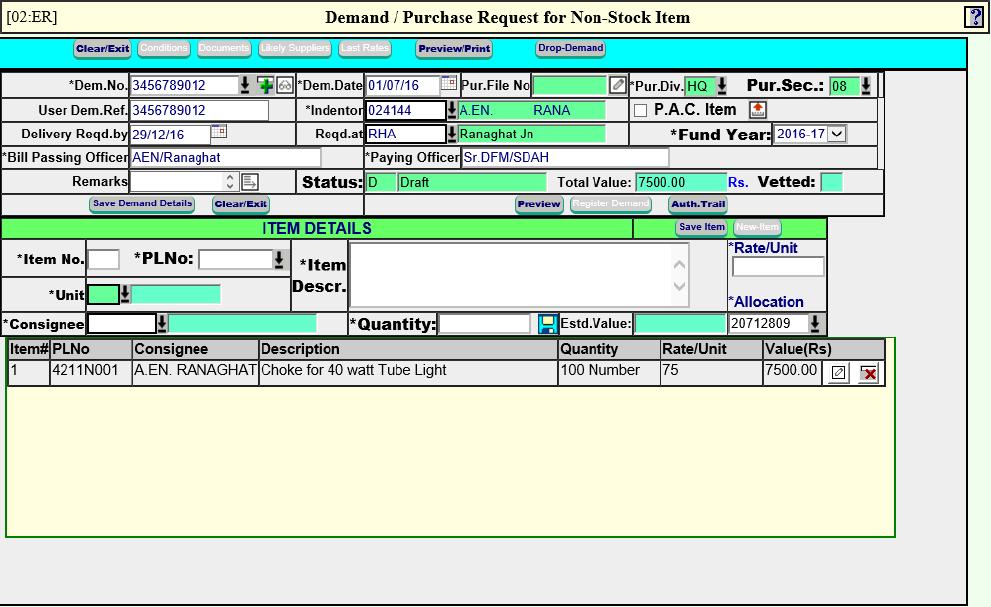 [02:ER] Demand / Purchase Request for Non-Stock Item ?
Clear/Exit Conditions Documents Likely Suppliers Last Rates Preview/Print Drop-Demand
*Dem.No. 3456789012 *Dem.Date 01/07/16 Pur.File No *Pur.Div. HQ Pur.Sec.: 08
User Dem.Ref. 3456789012 *Indentor 024144 A.EN. RANA P.A.C. Item
Delivery Reqd.by 29/12/16 Reqd.at RHA Ranaghat Jn *Fund Year: 2016-17
*Bill Passing Officer AEN/Ranaghat *Paying Officer Sr.DFM/SDAH
Remarks Status: D Draft Total Value: 7500.00 Rs. Vetted:
Save Demand Details Clear/Exit Preview Register Demand Auth.Trail
ITEM DETAILS Save Item New-Item
*Item No. *PLNo: *Item Descr. *Rate/Unit
*Unit *Allocation
*Consignee *Quantity: Estd.Value: 20712809
Item# PLNo Consignee Description Quantity Rate/Unit Value(Rs)
1 4211N001 A.EN. RANAGHAT Choke for 40 watt Tube Light 100 Number 75 7500.00